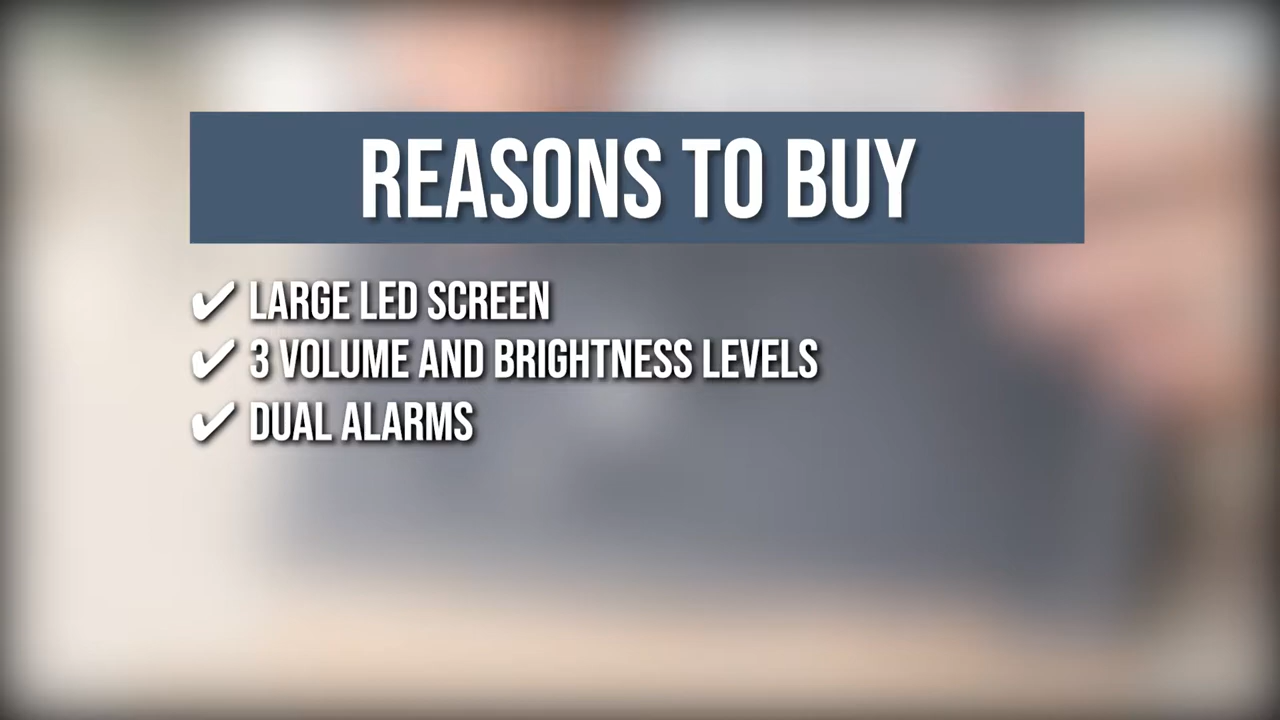 REASONS TO BUY
✔ LARGE LED SCREEN
✔ 3 VOLUME AND BRIGHTNESS LEVELS
✔ DUAL ALARMS